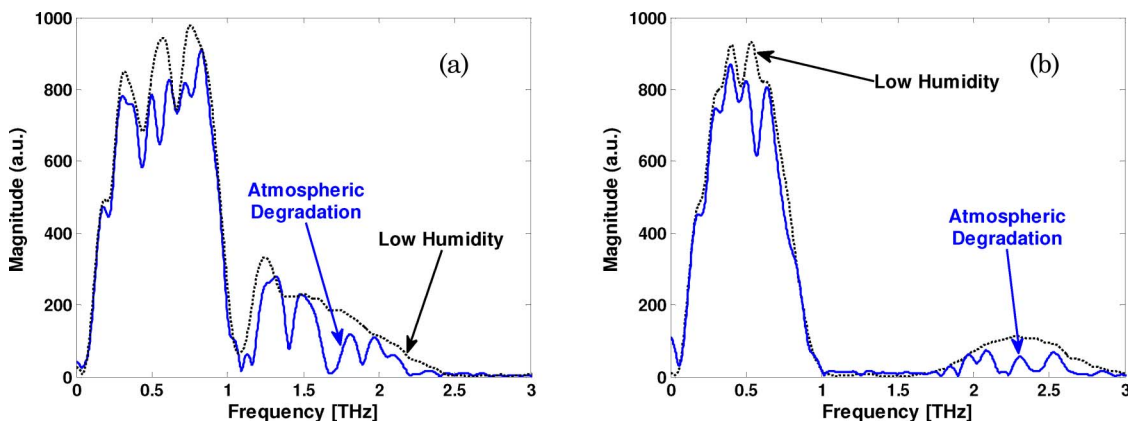 1000
(a)
800
600
400
200
0
Magnitude (a.u.)
Atmospheric
Degradation
Low Humidity
0 0.5 1 1.5 2 2.5 3
Frequency [THz]
1000
(b)
Low Humidity
800
600
400
200
0
Magnitude (a.u.)
Atmospheric
Degradation
0 0.5 1 1.5 2 2.5 3
Frequency [THz]